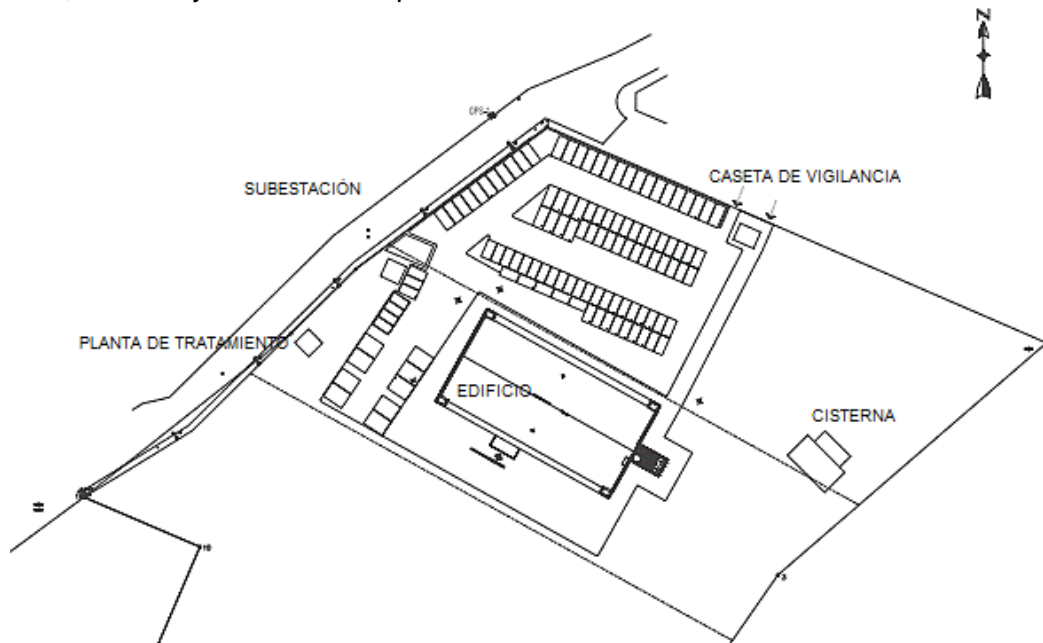 N
SUBESTACIÓN
CASETA DE VIGILANCIA
PLANTA DE TRATAMIENTO
EDIFICIO
CISTERNA